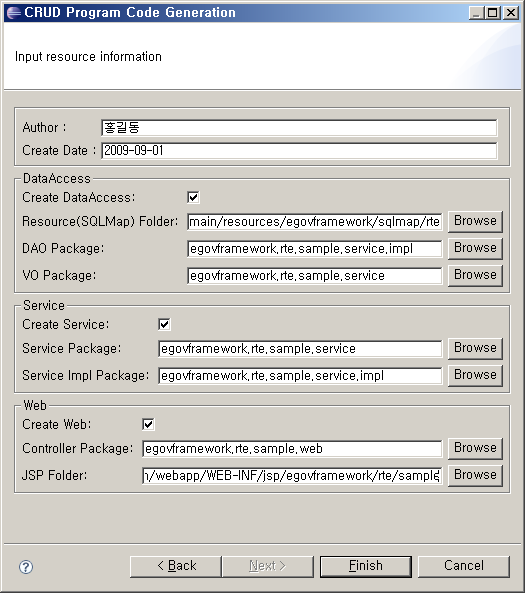 CRUD Program Code Generation
Input resource information
Author : 홍길동
Create Date : 2009-09-01
DataAccess
Create DataAccess:
Resource(SQLMap) Folder: main/resources/egovframework/sqlmap/rte Browse
DAO Package: egovframework.rte.sample.service.impl Browse
VO Package: egovframework.rte.sample.service Browse
Service
Create Service:
Service Package: egovframework.rte.sample.service Browse
Service Impl Package: egovframework.rte.sample.service.impl Browse
Web
Create Web:
Controller Package: egovframework.rte.sample.web Browse
JSP Folder: n/webapp/WEB-INF/jsp/egovframework/rte/sample Browse
? < Back Next > Finish Cancel